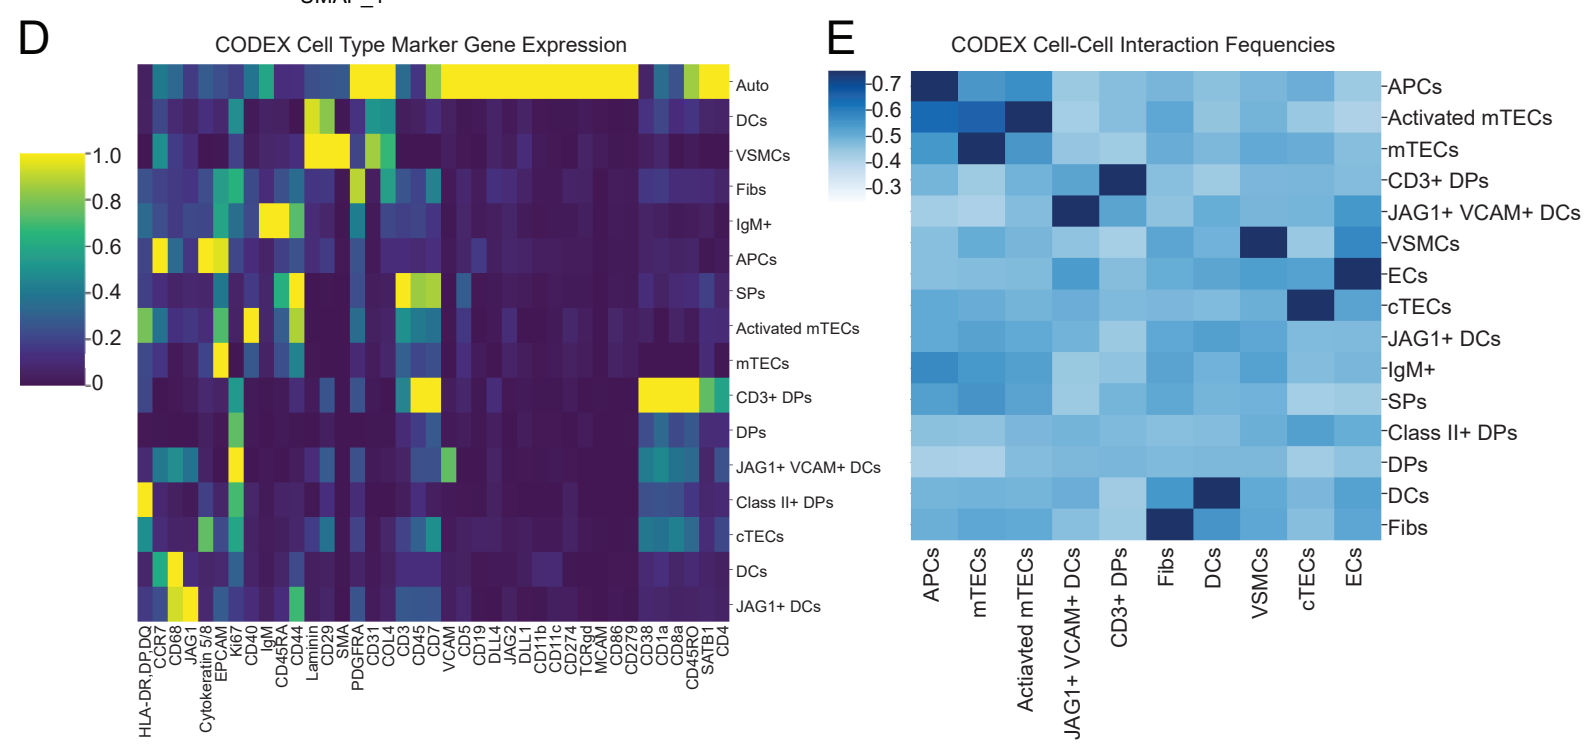 D
CODEX Cell Type Marker Gene Expression
1.0
0.8
0.6
0.4
0.2
0
Auto
DCs
VSMCs
Fibs
IgM+
APCs
SPs
Activated mTECs
mTECs
CD3+ DPs
DPs
JAG1+ VCAM+ DCs
Class II+ DPs
cTECs
DCs
JAG1+ DCs
HLA-DR,DP,DQ
CCR7
CD68
JAG1
Cytokeratin 5/8
EPCAM
Ki67
CD40
IgM
CD45RA
CD44
Laminin
CD29
SMA
PDGFRA
CD31
COL4
CD3
CD45
CD7
VCAM
CD5
CD19
DLL4
JAG2
DLL1
CD11b
CD11c
CD274
TCRgd
MCAM
CD86
CD279
CD38
CD1a
CD8a
CD45RO
SATB1
CD4
E
CODEX Cell-Cell Interaction Fequencies
0.7
0.6
0.5
0.4
0.3
APCs
Activated mTECs
mTECs
CD3+ DPs
JAG1+ VCAM+ DCs
VSMCs
ECs
cTECs
JAG1+ DCs
IgM+
SPs
Class II+ DPs
DPs
DCs
Fibs
APCs
mTECs
Actiavted mTECs
JAG1+ VCAM+ DCs
CD3+ DPs
Fibs
DCs
VSMCs
cTECs
ECs